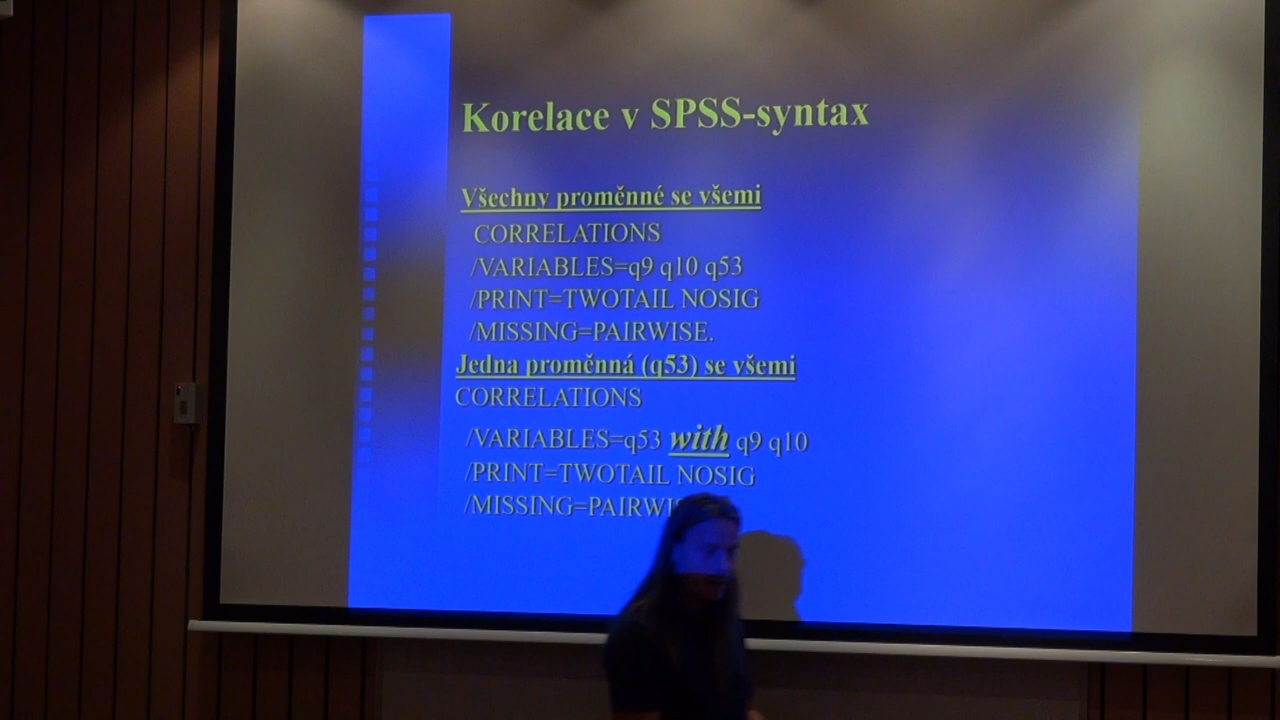 Korelace v SPSS-syntax
Všechny proměnné se všemi
CORRELATIONS
/VARIABLES=q9 q10 q53
/PRINT=TWOTAIL NOSIG
/MISSING=PAIRWISE.
Jedna proměnná (q53) se všemi
CORRELATIONS
/VARIABLES=q53 with q9 q10
/PRINT=TWOTAIL NOSIG